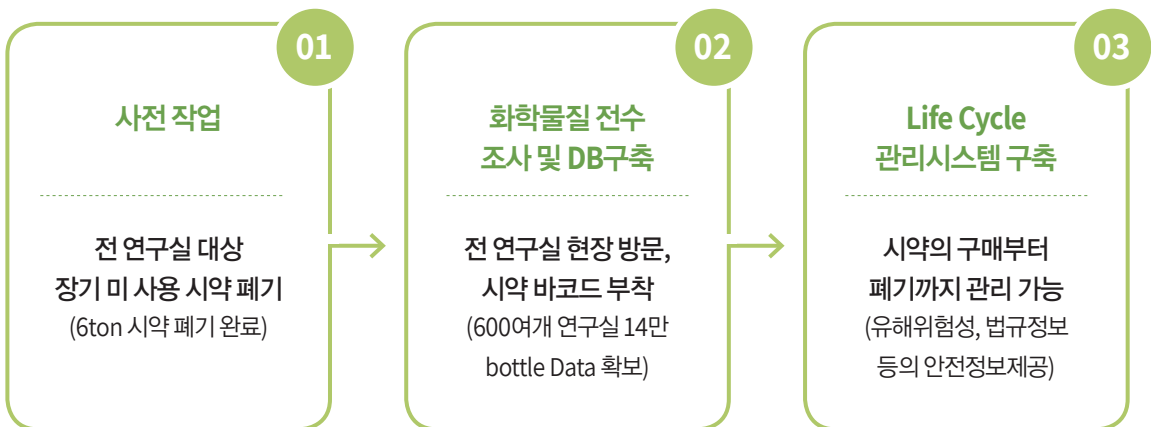 01
사전 작업
전 연구실 대상
장기 미 사용 시약 폐기
(6ton 시약 폐기 완료)
02
화학물질 전수
조사 및 DB구축
전 연구실 현장 방문,
시약 바코드 부착
(600여개 연구실 14만
bottle Data 확보)
03
Life Cycle
관리시스템 구축
시약의 구매부터
폐기까지 관리 가능
(유해위험성, 법규정보
등의 안전정보제공)